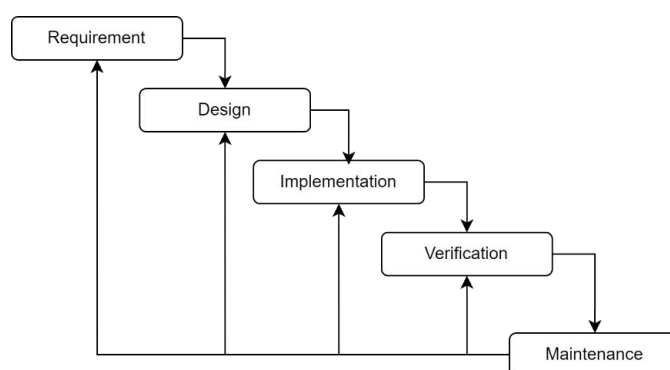 Requirement
Design
Implementation
Verification
Maintenance